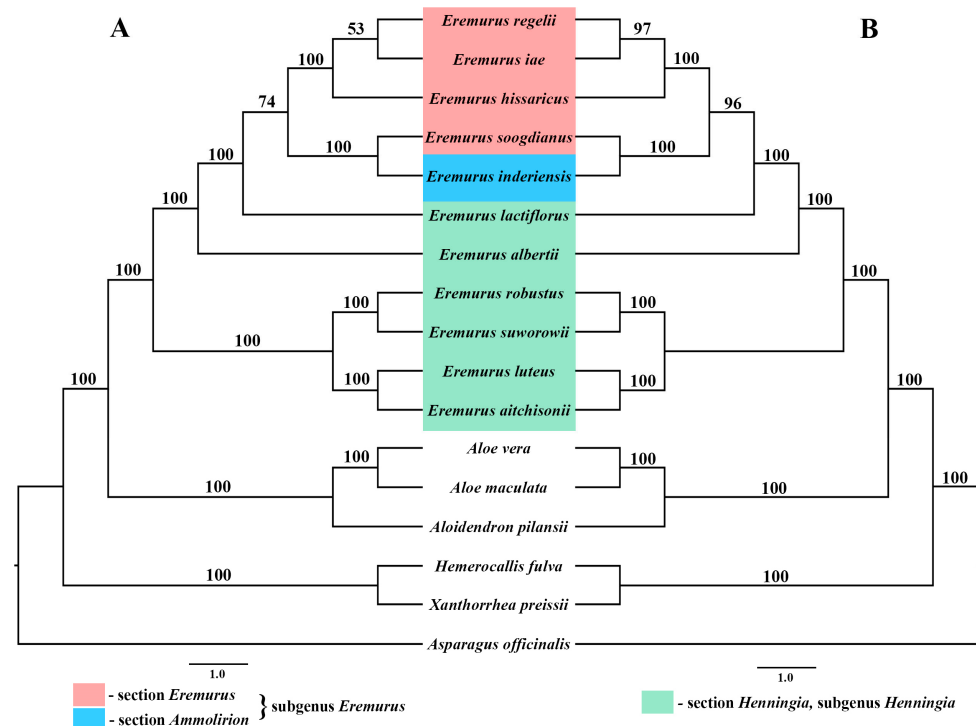 A
B
53
Eremurus regelii
97
100
Eremurus iae
100
74
Eremurus hissaricus
96
100
Eremurus soogdianus
100
100
Eremurus inderiensis
100
100
Eremurus lactiflorus
100
100
Eremurus albertii
100
100
Eremurus robustus
100
100
Eremurus suworowii
100
Eremurus luteus
100
100
100
Eremurus aitchisonii
100
100
Aloe vera
100
100
Aloe maculata
100
100
Aloidendron pilansii
100
Hemerocallis fulva
100
Xanthorrhea preissii
Asparagus officinalis
1.0
1.0
- section Eremurus
- section Ammolirion
} subgenus Eremurus
- section Henningia, subgenus Henningia